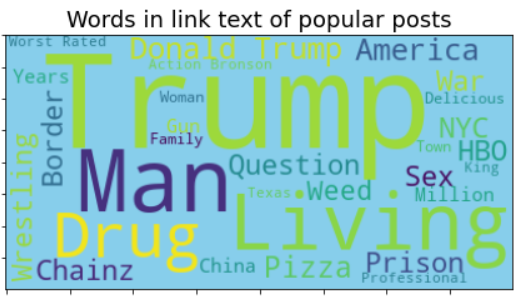 Words in link text of popular posts
Worst Rated
Donald Trump
America
Action Bronson
Years
Trump
War
Woman
Delicious
Border
Gun
NYC
Family
Town
HBO
Man
Question
King
Wrestling
Sex
Texas
Weed
Million
Living
Drug
Chainz
China
Pizza
Prison
Professional